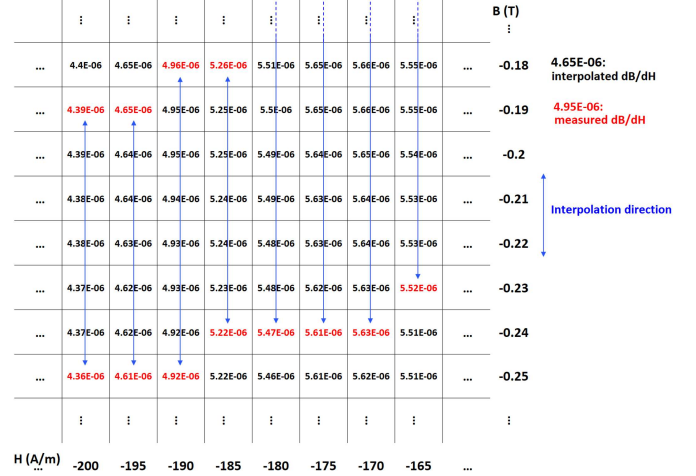 ⋮ ⋮ ⋮ ⋮ ⋮ ⋮ ⋮ ⋮ B (T)
⋮
... 4.4E-06 4.65E-06 4.96E-06 5.26E-06 5.51E-06 5.65E-06 5.66E-06 5.55E-06 ... -0.18
4.65E-06:
interpolated dB/dH
... 4.39E-06 4.65E-06 4.95E-06 5.25E-06 5.5E-06 5.65E-06 5.66E-06 5.55E-06 ... -0.19
4.95E-06:
measured dB/dH
... 4.39E-06 4.64E-06 4.95E-06 5.25E-06 5.49E-06 5.64E-06 5.65E-06 5.54E-06 ... -0.2
... 4.38E-06 4.64E-06 4.94E-06 5.24E-06 5.49E-06 5.63E-06 5.64E-06 5.53E-06 ... -0.21
Interpolation direction
... 4.38E-06 4.63E-06 4.93E-06 5.24E-06 5.48E-06 5.63E-06 5.64E-06 5.53E-06 ... -0.22
... 4.37E-06 4.62E-06 4.93E-06 5.23E-06 5.48E-06 5.62E-06 5.63E-06 5.52E-06 ... -0.23
... 4.37E-06 4.62E-06 4.92E-06 5.22E-06 5.47E-06 5.61E-06 5.63E-06 5.51E-06 ... -0.24
... 4.36E-06 4.61E-06 4.92E-06 5.22E-06 5.46E-06 5.61E-06 5.62E-06 5.51E-06 ... -0.25
⋮ ⋮ ⋮ ⋮ ⋮ ⋮ ⋮ ⋮ ⋮
H (A/m)
... -200 -195 -190 -185 -180 -175 -170 -165 ...